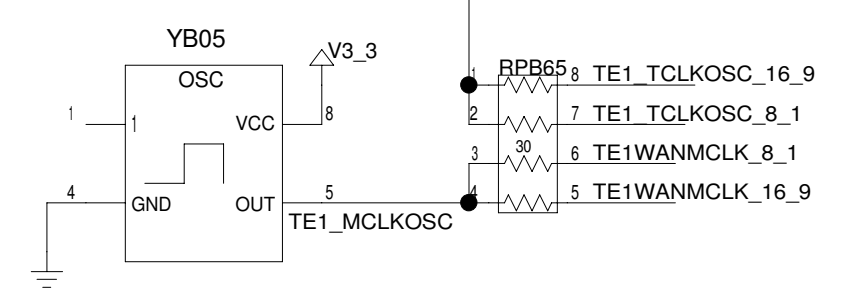 YB05
V3_3
OSC
1
1
VCC
8
4
GND
OUT
5
TE1_MCLKOSC
RPB65
1
8
TE1_TCLKOSC_16_9
2
7
TE1_TCLKOSC_8_1
3
30
6
TE1WANMCLK_8_1
4
5
TE1WANMCLK_16_9